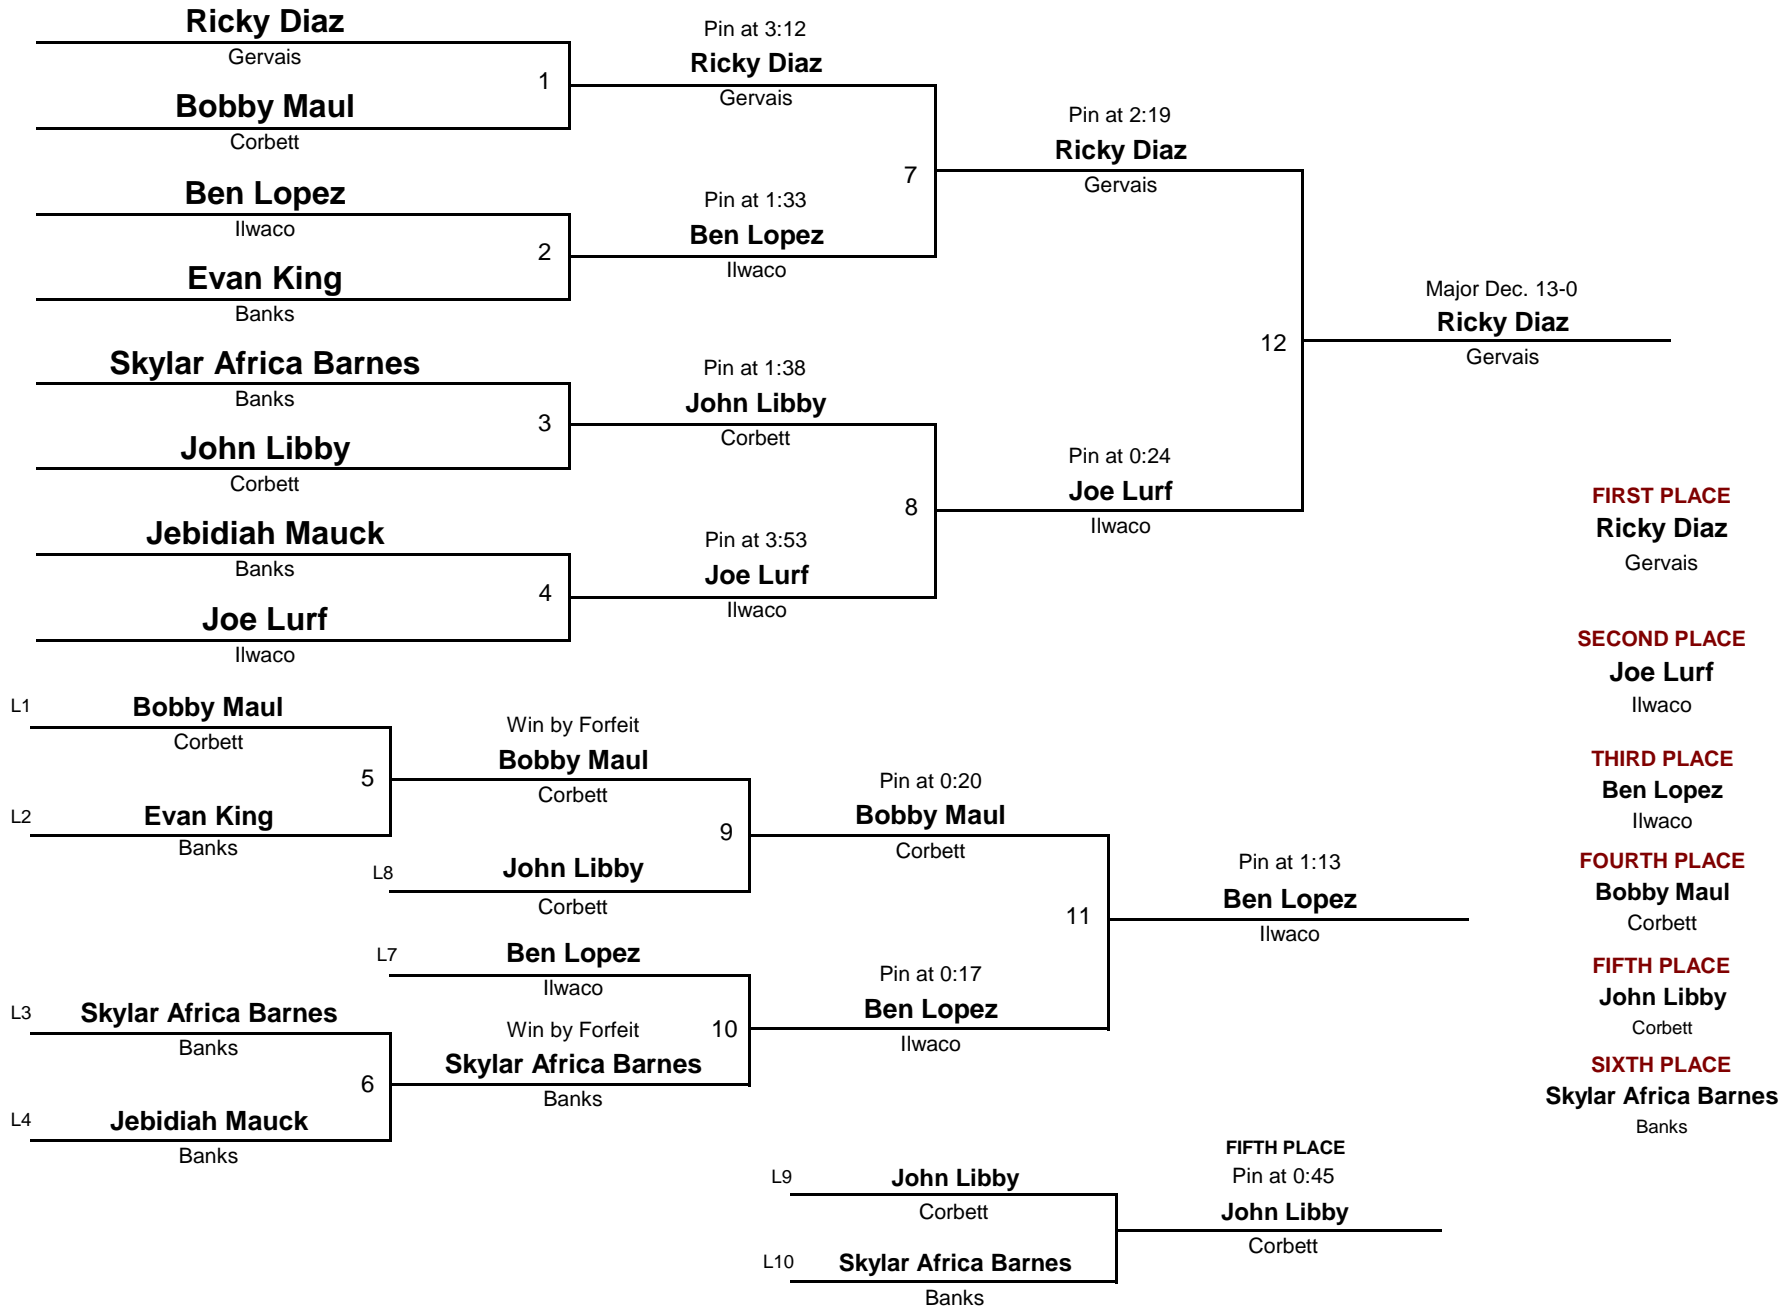 Ricky Diaz
Gervais
1
Bobby Maul
Corbett
Ben Lopez
Ilwaco
2
Evan King
Banks
Skylar Africa Barnes
Banks
3
John Libby
Corbett
Jebidiah Mauck
Banks
4
Joe Lurf
Ilwaco
Pin at 3:12
Ricky Diaz
Gervais
7
Pin at 1:33
Ben Lopez
Ilwaco
Pin at 1:38
John Libby
Corbett
8
Pin at 3:53
Joe Lurf
Ilwaco
Pin at 2:19
Ricky Diaz
Gervais
12
Pin at 0:24
Joe Lurf
Ilwaco
Major Dec. 13-0
Ricky Diaz
Gervais
L1
Bobby Maul
Corbett
5
L2
Evan King
Banks
Win by Forfeit
Bobby Maul
Corbett
9
L8
John Libby
Corbett
L7
Ben Lopez
Ilwaco
10
L3
Skylar Africa Barnes
Banks
6
L4
Jebidiah Mauck
Banks
Win by Forfeit
Skylar Africa Barnes
Banks
Pin at 0:20
Bobby Maul
Corbett
11
Pin at 0:17
Ben Lopez
Ilwaco
Pin at 1:13
Ben Lopez
Ilwaco
L9
John Libby
Corbett
L10
Skylar Africa Barnes
Banks
FIFTH PLACE
Pin at 0:45
John Libby
Corbett
FIRST PLACE
Ricky Diaz
Gervais
SECOND PLACE
Joe Lurf
Ilwaco
THIRD PLACE
Ben Lopez
Ilwaco
FOURTH PLACE
Bobby Maul
Corbett
FIFTH PLACE
John Libby
Corbett
SIXTH PLACE
Skylar Africa Barnes
Banks